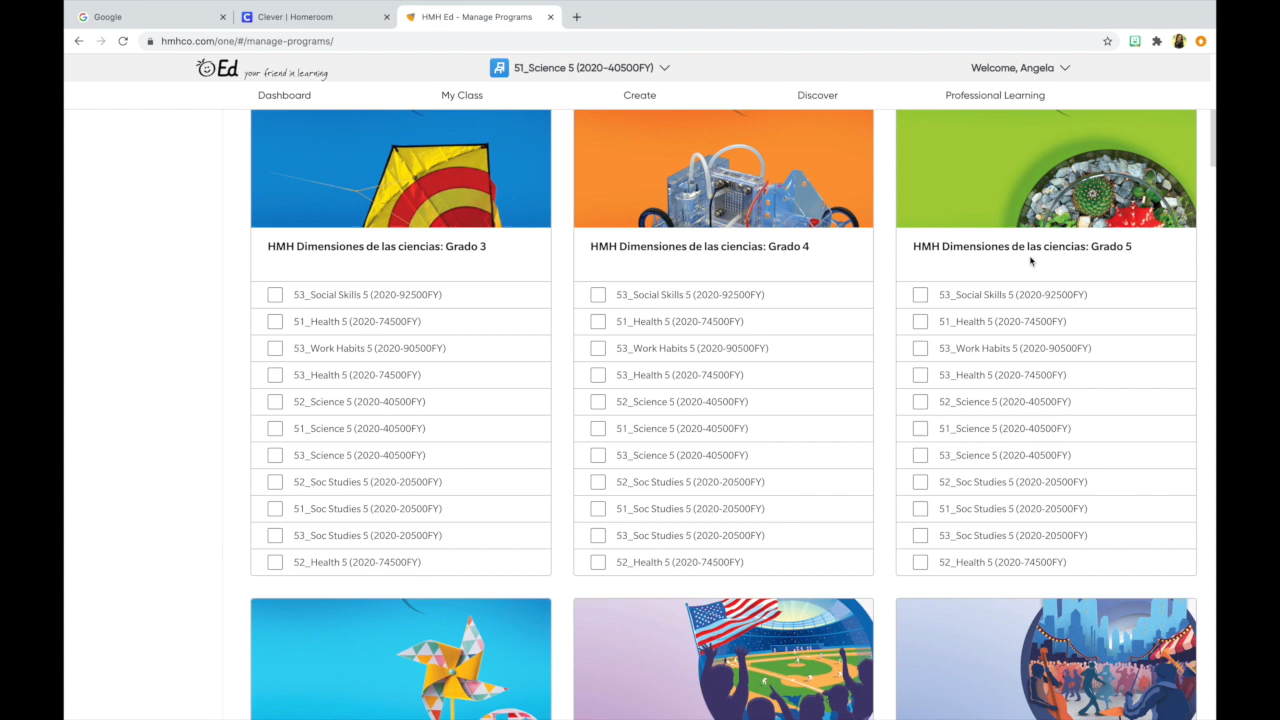 Google
Clever | Homeroom
HMH Ed - Manage Programs
hmhco.com/one/#/manage-programs/
Ed your friend in learning
51_Science 5 (2020-40500FY)
Welcome, Angela
Dashboard
My Class
Create
Discover
Professional Learning
HMH Dimensiones de las ciencias: Grado 3
53_Social Skills 5 (2020-92500FY)
51_Health 5 (2020-74500FY)
53_Work Habits 5 (2020-90500FY)
53_Health 5 (2020-74500FY)
52_Science 5 (2020-40500FY)
51_Science 5 (2020-40500FY)
53_Science 5 (2020-40500FY)
52_Soc Studies 5 (2020-20500FY)
51_Soc Studies 5 (2020-20500FY)
53_Soc Studies 5 (2020-20500FY)
52_Health 5 (2020-74500FY)
HMH Dimensiones de las ciencias: Grado 4
53_Social Skills 5 (2020-92500FY)
51_Health 5 (2020-74500FY)
53_Work Habits 5 (2020-90500FY)
53_Health 5 (2020-74500FY)
52_Science 5 (2020-40500FY)
51_Science 5 (2020-40500FY)
53_Science 5 (2020-40500FY)
52_Soc Studies 5 (2020-20500FY)
51_Soc Studies 5 (2020-20500FY)
53_Soc Studies 5 (2020-20500FY)
52_Health 5 (2020-74500FY)
HMH Dimensiones de las ciencias: Grado 5
53_Social Skills 5 (2020-92500FY)
51_Health 5 (2020-74500FY)
53_Work Habits 5 (2020-90500FY)
53_Health 5 (2020-74500FY)
52_Science 5 (2020-40500FY)
51_Science 5 (2020-40500FY)
53_Science 5 (2020-40500FY)
52_Soc Studies 5 (2020-20500FY)
51_Soc Studies 5 (2020-20500FY)
53_Soc Studies 5 (2020-20500FY)
52_Health 5 (2020-74500FY)